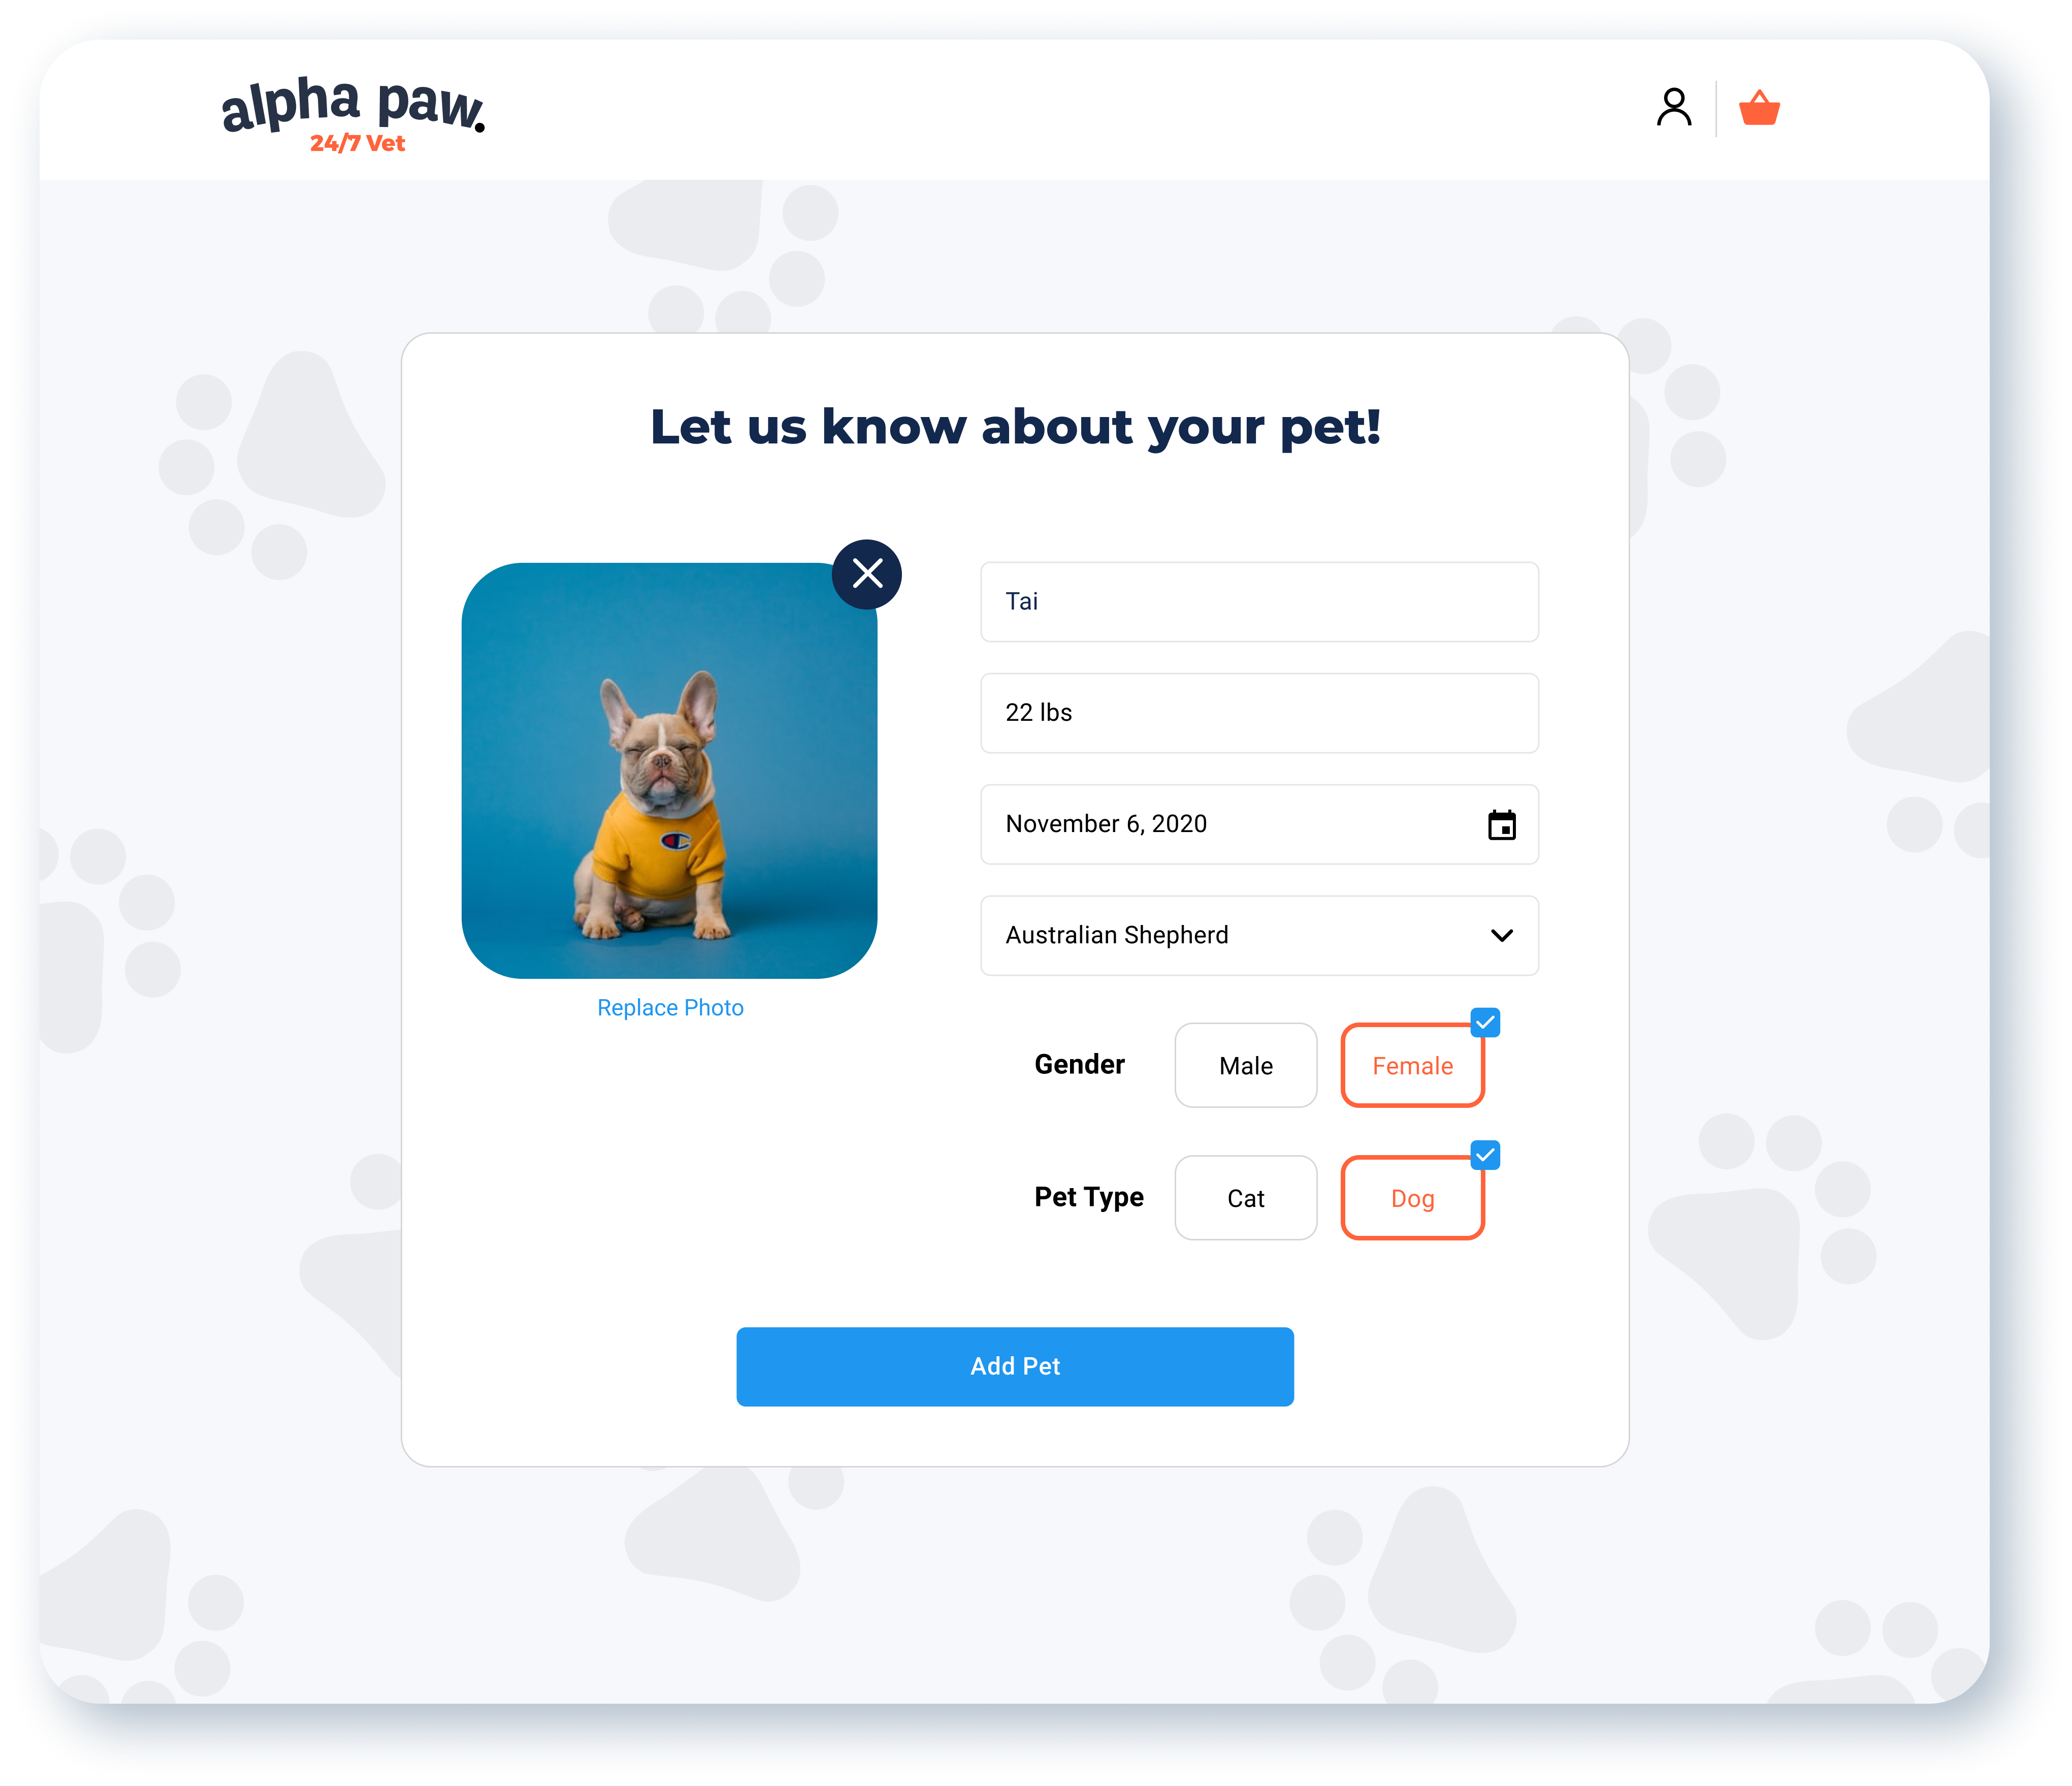 alpha paw.
24/7 Vet
Let us know about your pet!
Tai
22 lbs
November 6, 2020
Australian Shepherd
Replace Photo
Gender
Male
Female
Pet Type
Cat
Dog
Add Pet